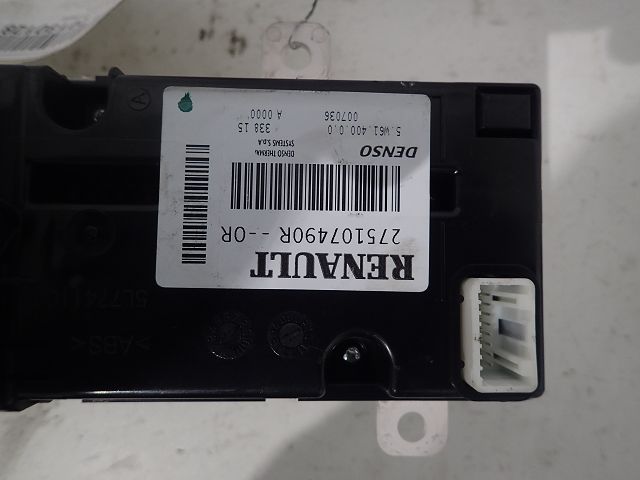 RENAULT
275107490R --OR
DENSO THERMAL
SYSTEMS S.p.A
DENSO
338 15
A 0000
5.W61.400.0.0
007036
A
>ABS<